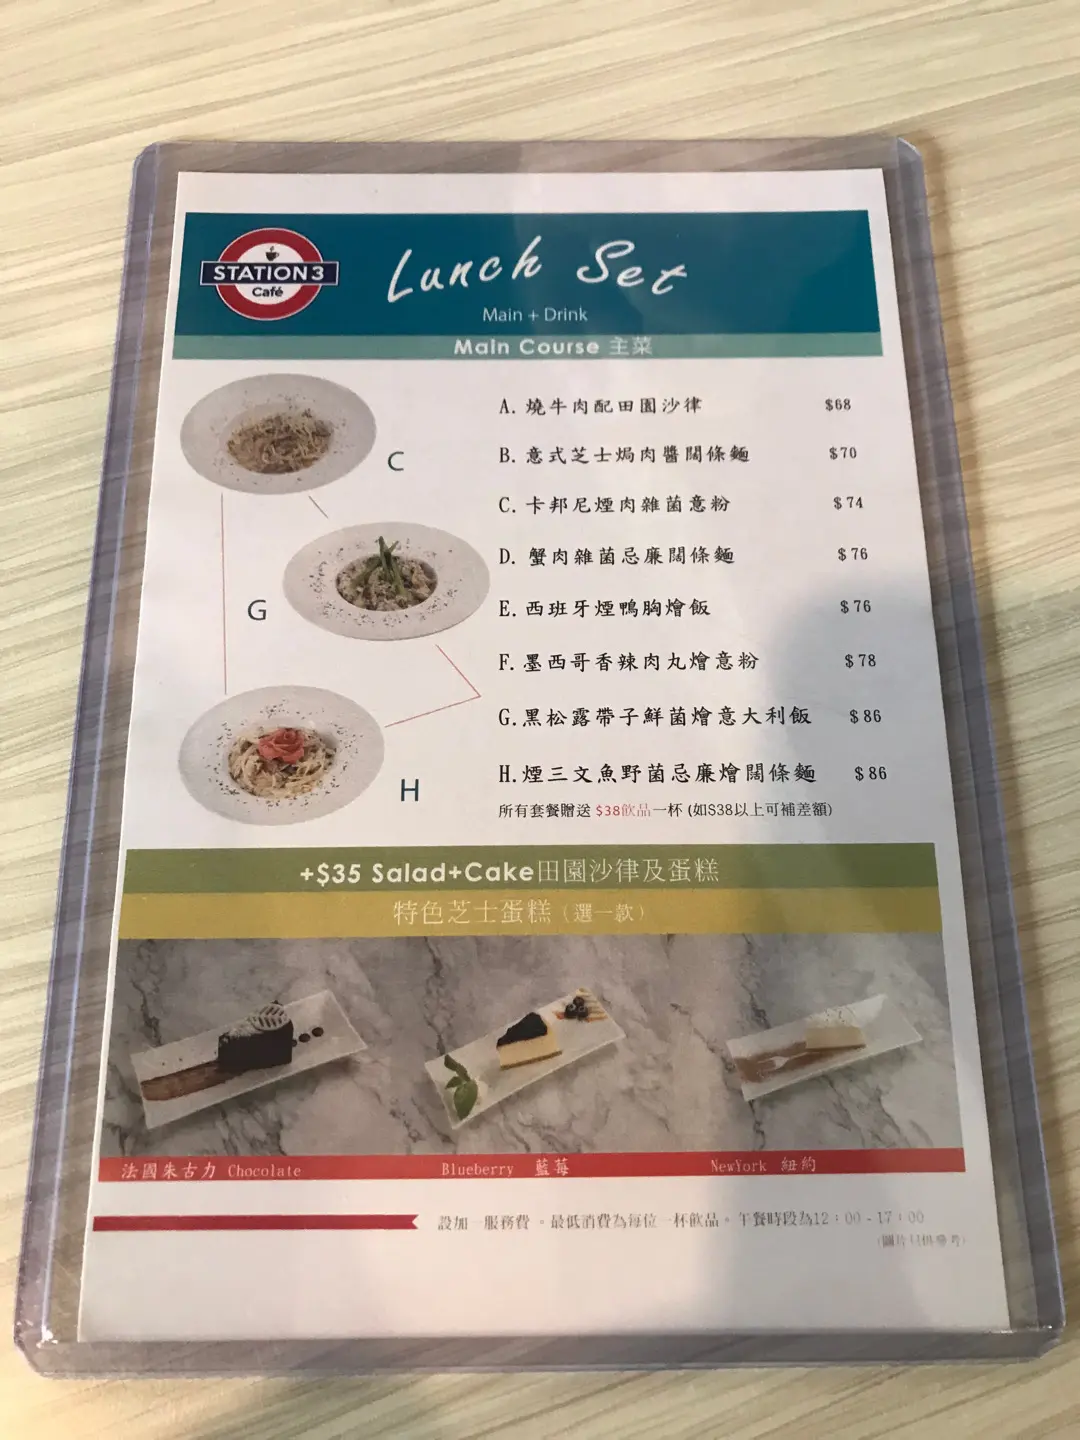 STATION 3
Café
Lunch Set
Main + Drink
Main Course 主菜
A. 燒牛肉配田園沙律 $68
B. 意式芝士焗肉醬闊條麵 $70
C. 卡邦尼煙肉雜菌意粉 $74
D. 蟹肉雜菌忌廉闊條麵 $76
E. 西班牙煙鴨胸燴飯 $76
F. 墨西哥香辣肉丸燴意粉 $78
G. 黑松露帶子鮮菌燴意大利飯 $86
H. 煙三文魚野菌忌廉燴闊條麵 $86
所有套餐贈送 $38飲品一杯 (如$38以上可補差額)
C
G
H
+$35 Salad+Cake田園沙律及蛋糕
特色芝士蛋糕（選一款）
法國朱古力 Chocolate
Blueberry 藍莓
NewYork 紐約
設加一服務費。最低消費為每位一杯飲品。午餐時段為12：00-17：00
(圖片只供參考)